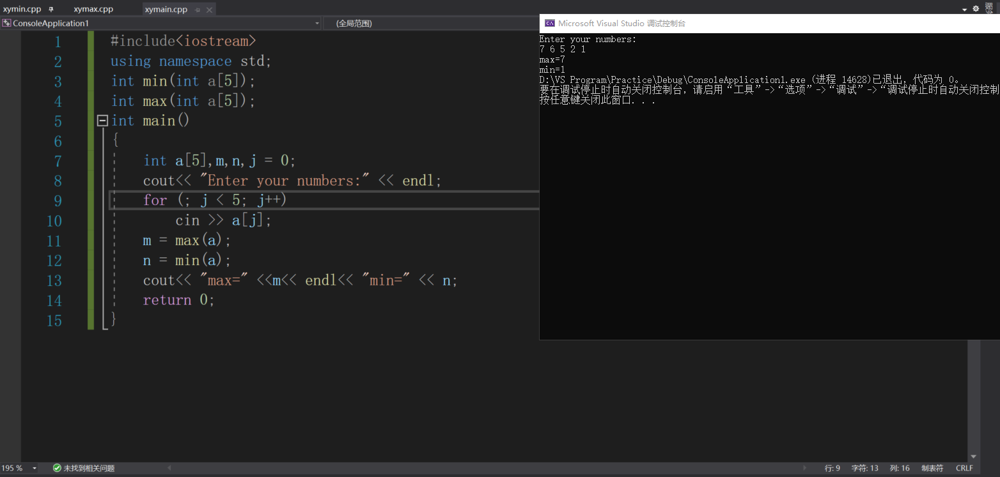 xymin.cpp xymax.cpp xymain.cpp
ConsoleApplication1 (全局范围)
1 #include<iostream>
2 using namespace std;
3 int min(int a[5]);
4 int max(int a[5]);
5 int main()
6 {
7 int a[5],m,n,j = 0;
8 cout<< "Enter your numbers:" << endl;
9 for (; j < 5; j++)
10 cin >> a[j];
11 m = max(a);
12 n = min(a);
13 cout<< "max=" <<m<< endl<< "min=" << n;
14 return 0;
15 }
Microsoft Visual Studio 调试控制台
Enter your numbers:
7 6 5 2 1
max=7
min=1
D:\VS Program\Practice\Debug\ConsoleApplication1.exe (进程 14628)已退出，代码为 0。
要在调试停止时自动关闭控制台，请启用“工具”->“选项”->“调试”->“调试停止时自动关闭控制
按任意键关闭此窗口. . .
195 % 未找到相关问题 行: 9 字符: 13 列: 16 制表符 CRLF